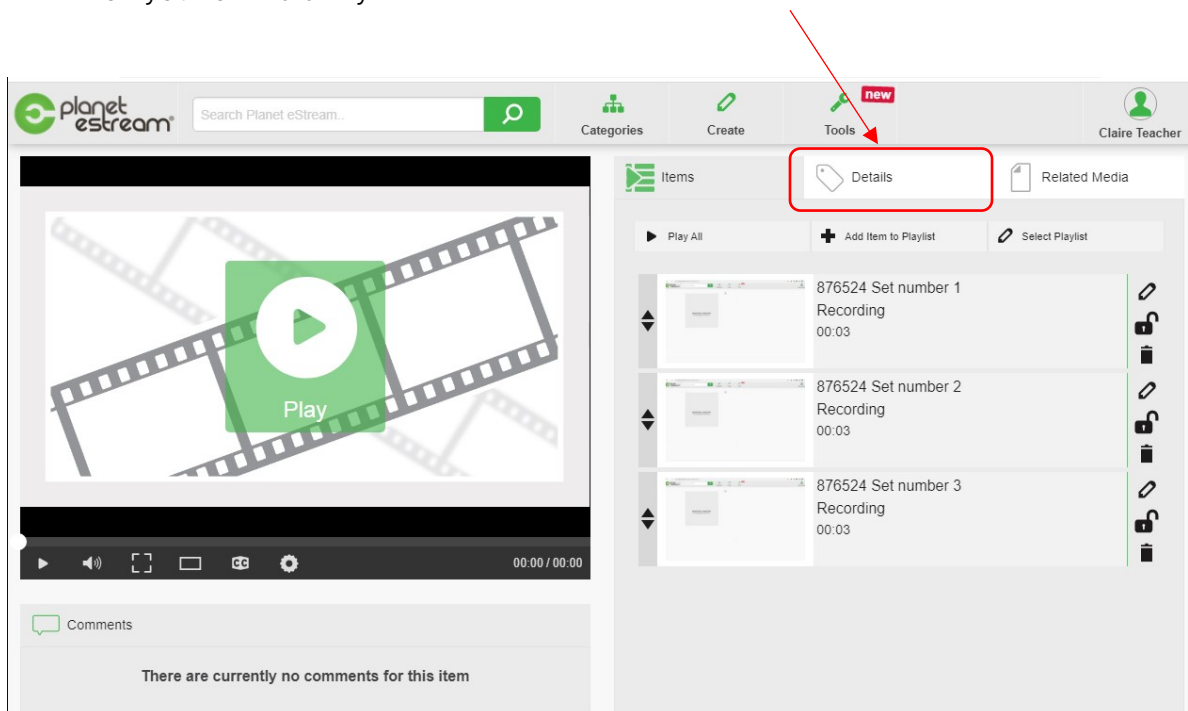 planet
estream®
Search Planet eStream..
Categories
Create
new
Tools
Claire Teacher
Items
Details
Related Media
Play All
Add Item to Playlist
Select Playlist
Play
876524 Set number 1
Recording
00:03
876524 Set number 2
Recording
00:03
876524 Set number 3
Recording
00:03
CC
00:00 / 00:00
Comments
There are currently no comments for this item